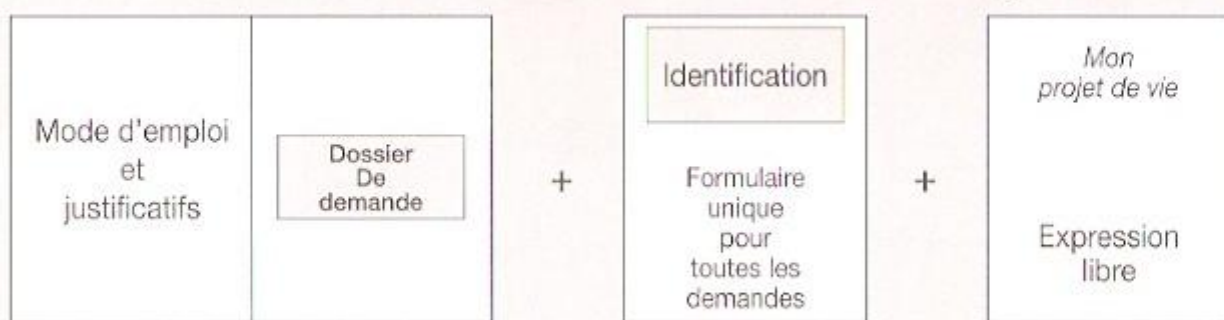 Mode d'emploi
et
justificatifs
Dossier
De
demande
+
Identification
Formulaire
unique
pour
toutes les
demandes
+
Mon
projet de vie
Expression
libre